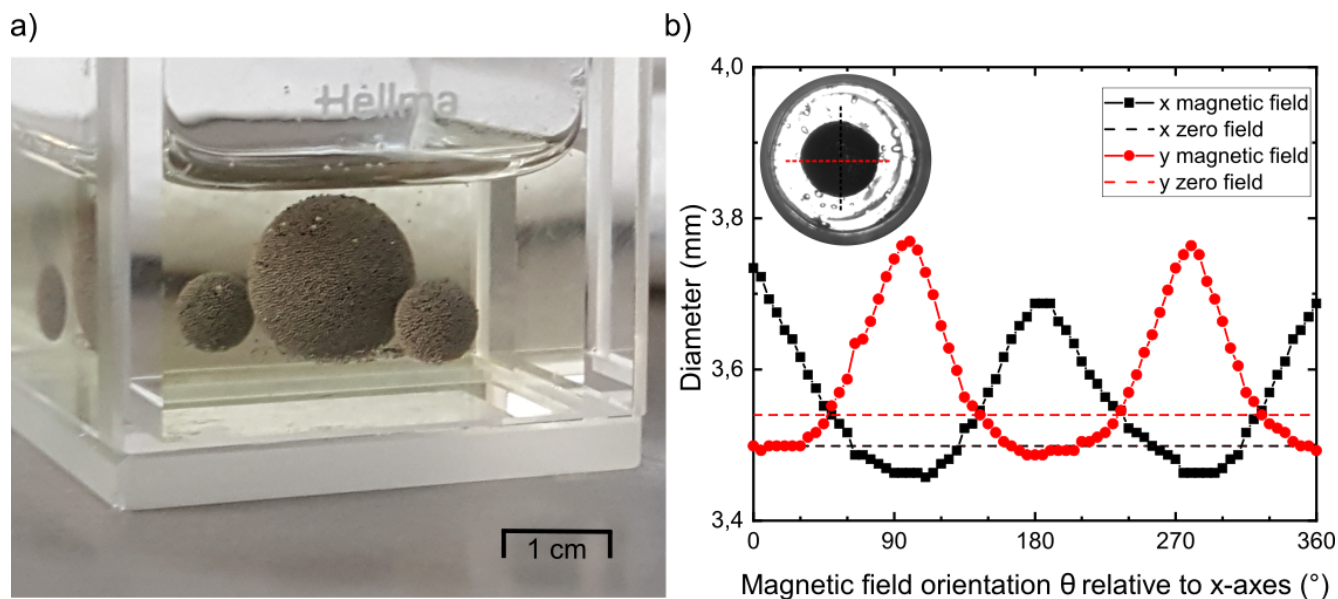 a)
Hellma
1 cm
b)
4,0
3,8
3,6
3,4
Diameter (mm)
x magnetic field
x zero field
y magnetic field
y zero field
0
90
180
270
360
Magnetic field orientation θ relative to x-axes (°)